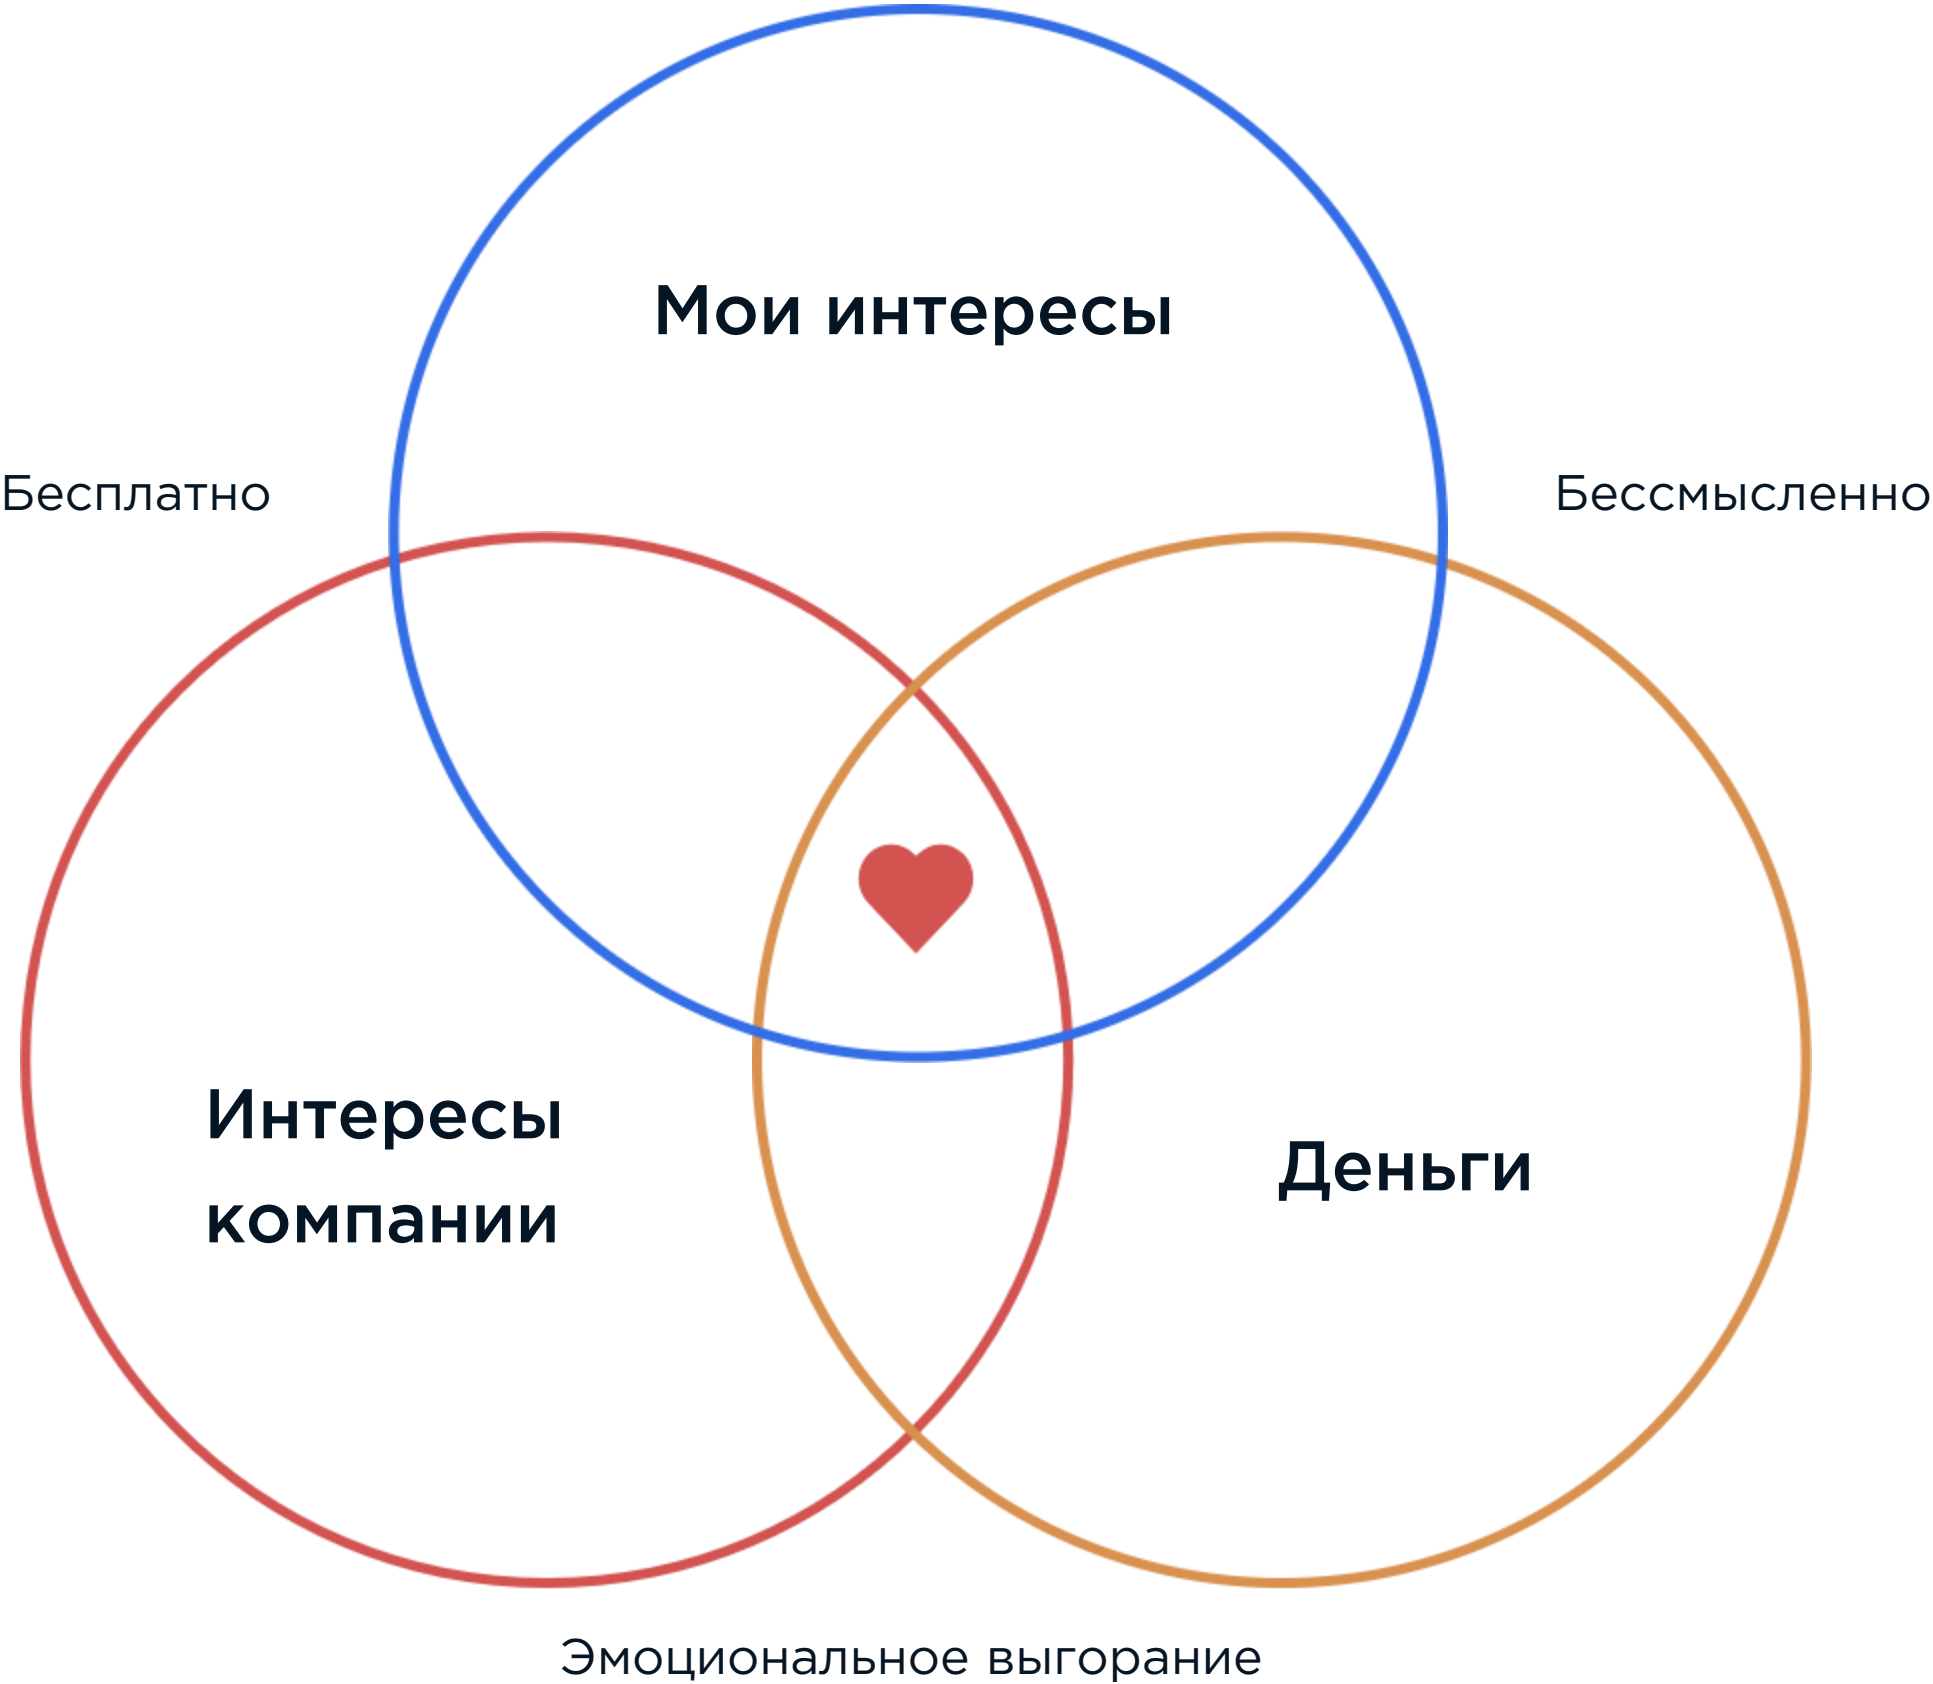 Мои интересы
Бесплатно
Бессмысленно
Интересы
компании
Деньги
Эмоциональное выгорание